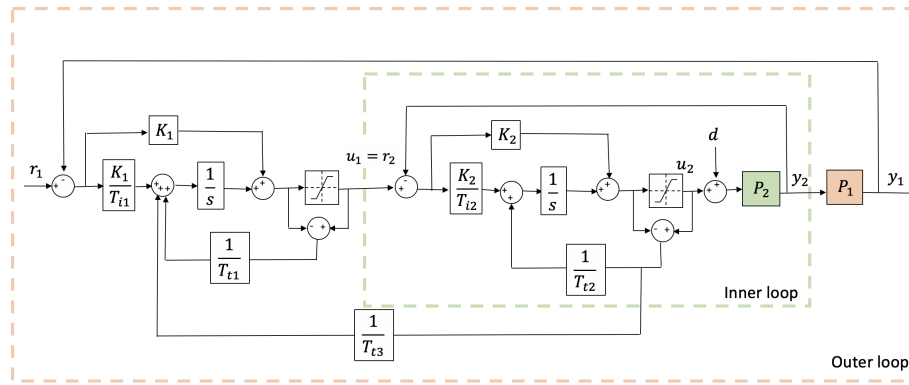 K₁
K₂
d
r₁
u₁ = r₂
u₂
y₂
y₁
+
-
K₁
Tᵢ₁
+++
1
s
+
+
+
-
K₂
Tᵢ₂
+
+
1
s
+
+
+
+
P₂
P₁
-
+
-
+
1
Tₜ₁
1
Tₜ₂
Inner loop
1
Tₜ₃
Outer loop